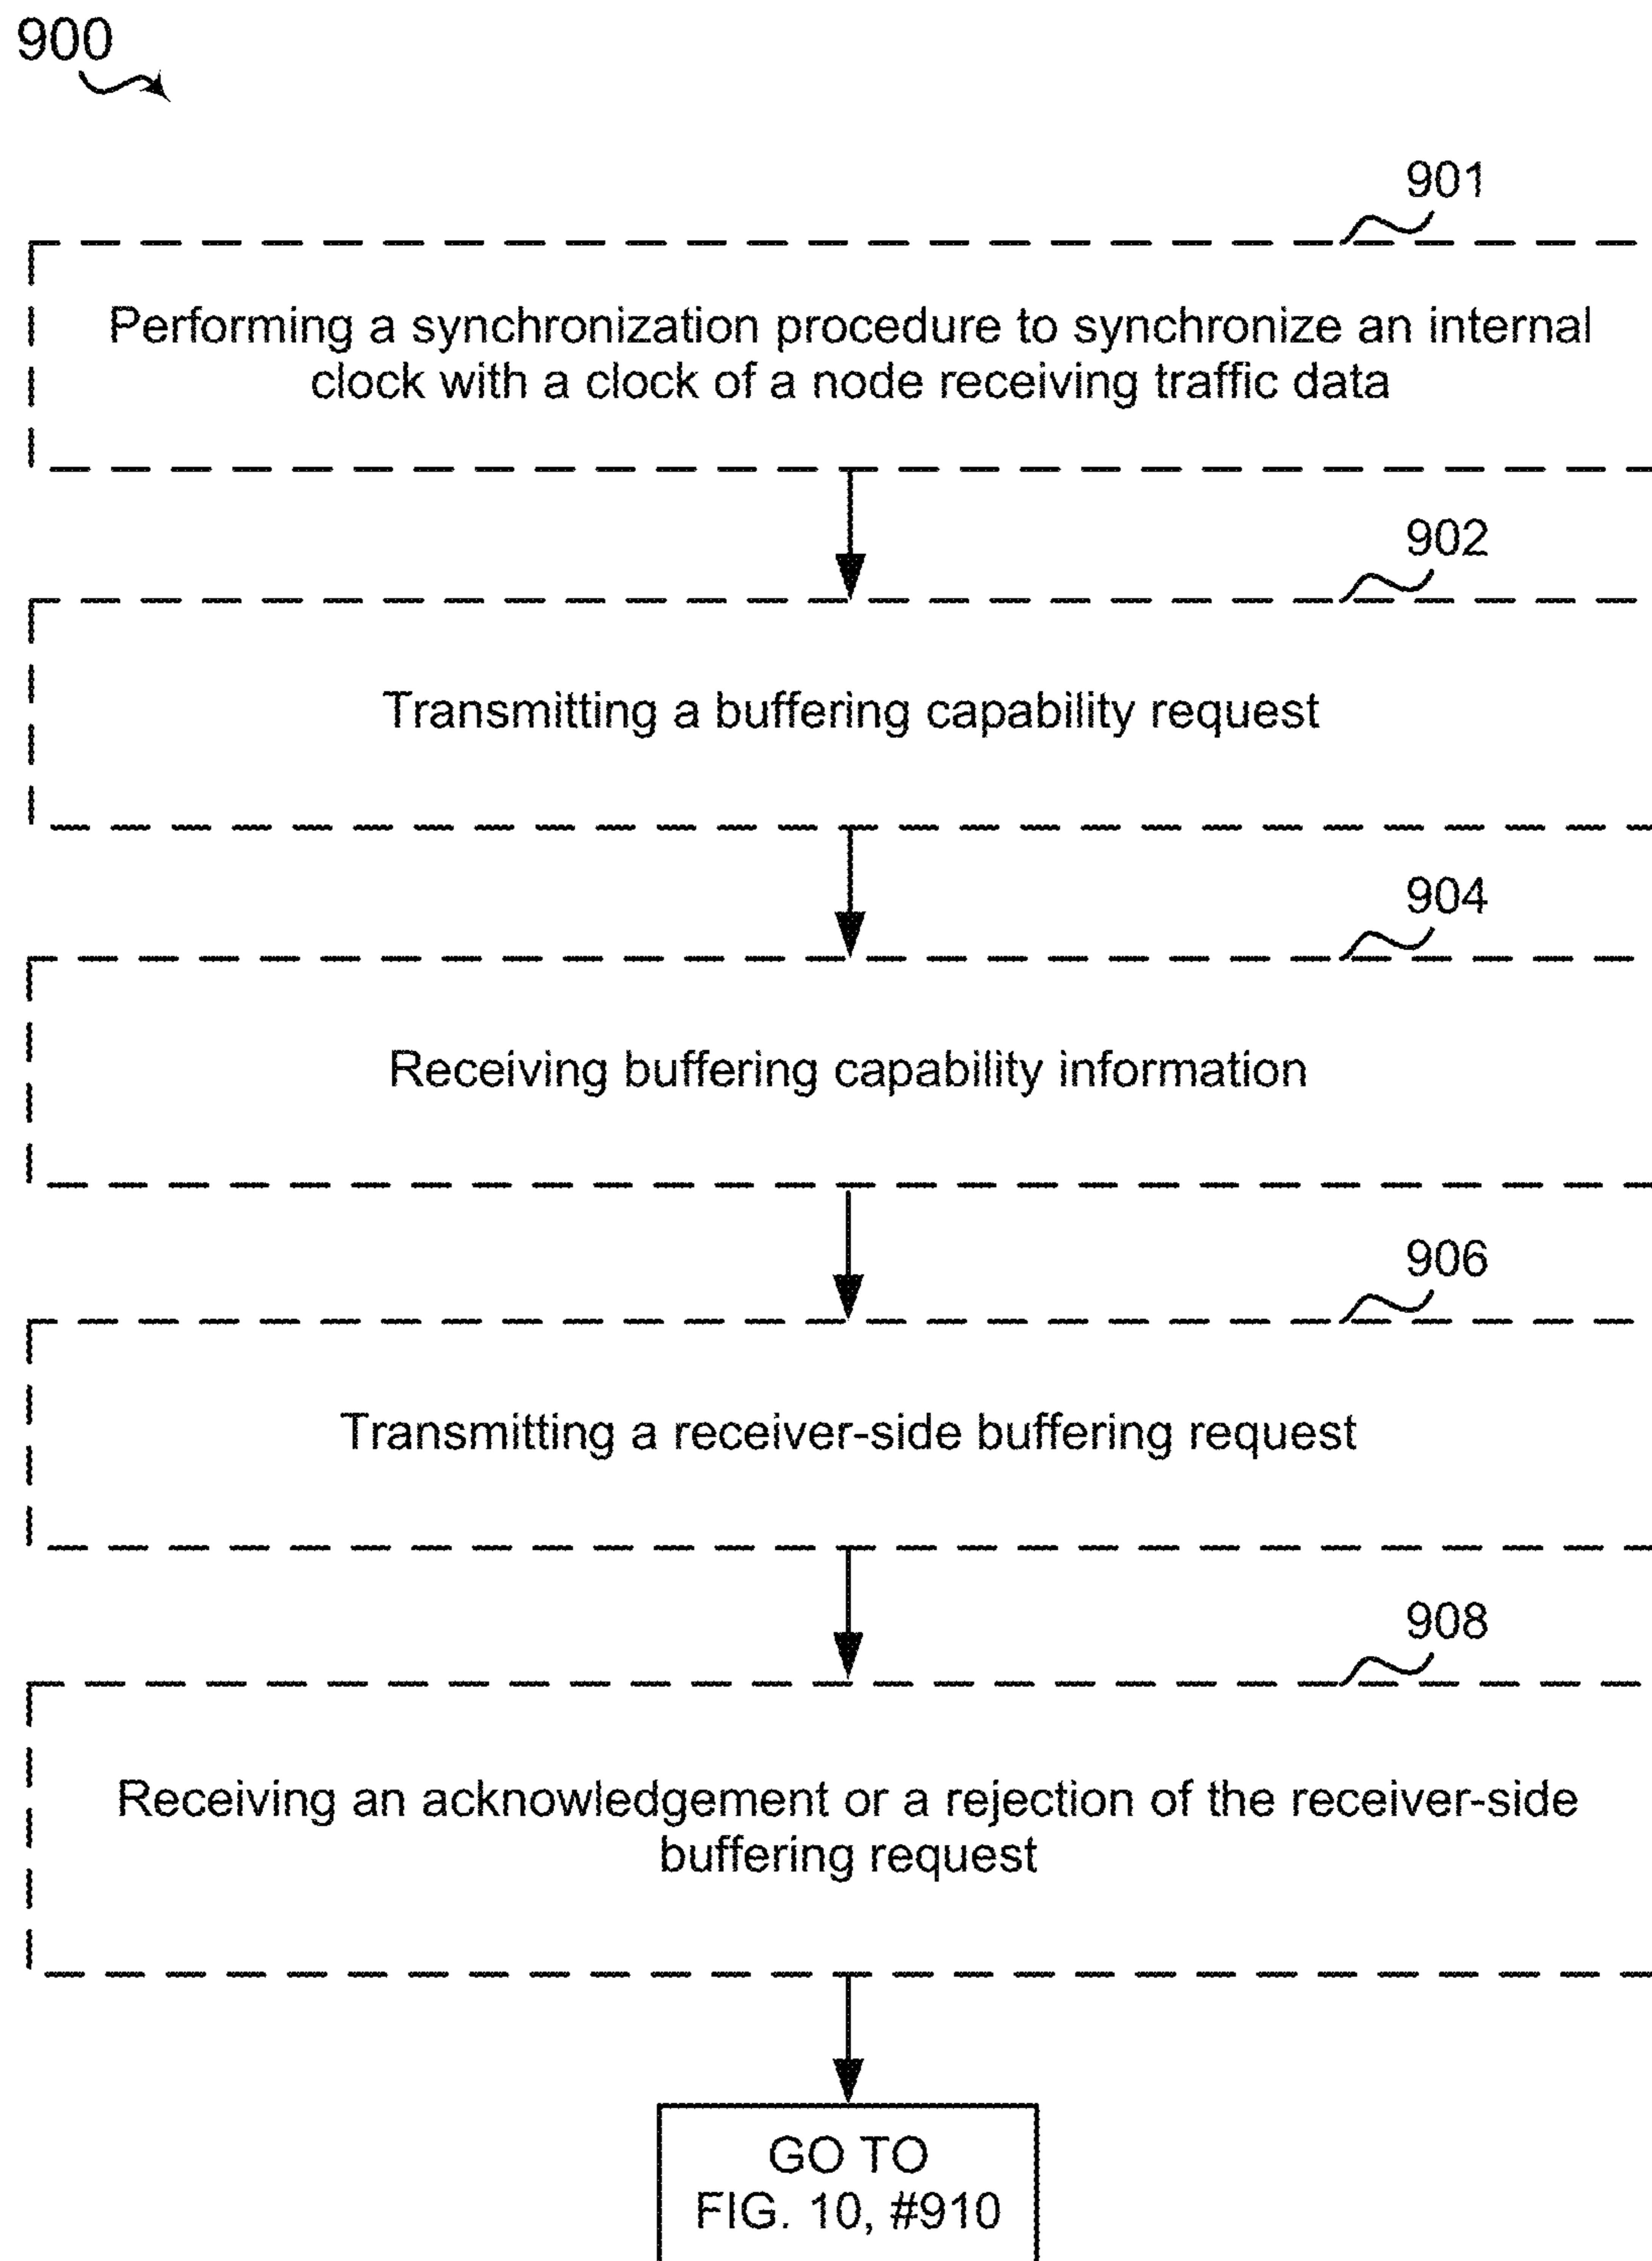 900
901
Performing a synchronization procedure to synchronize an internal
clock with a clock of a node receiving traffic data
902
Transmitting a buffering capability request
904
Receiving buffering capability information
906
Transmitting a receiver-side buffering request
908
Receiving an acknowledgement or a rejection of the receiver-side
buffering request
GO TO
FIG. 10, #910